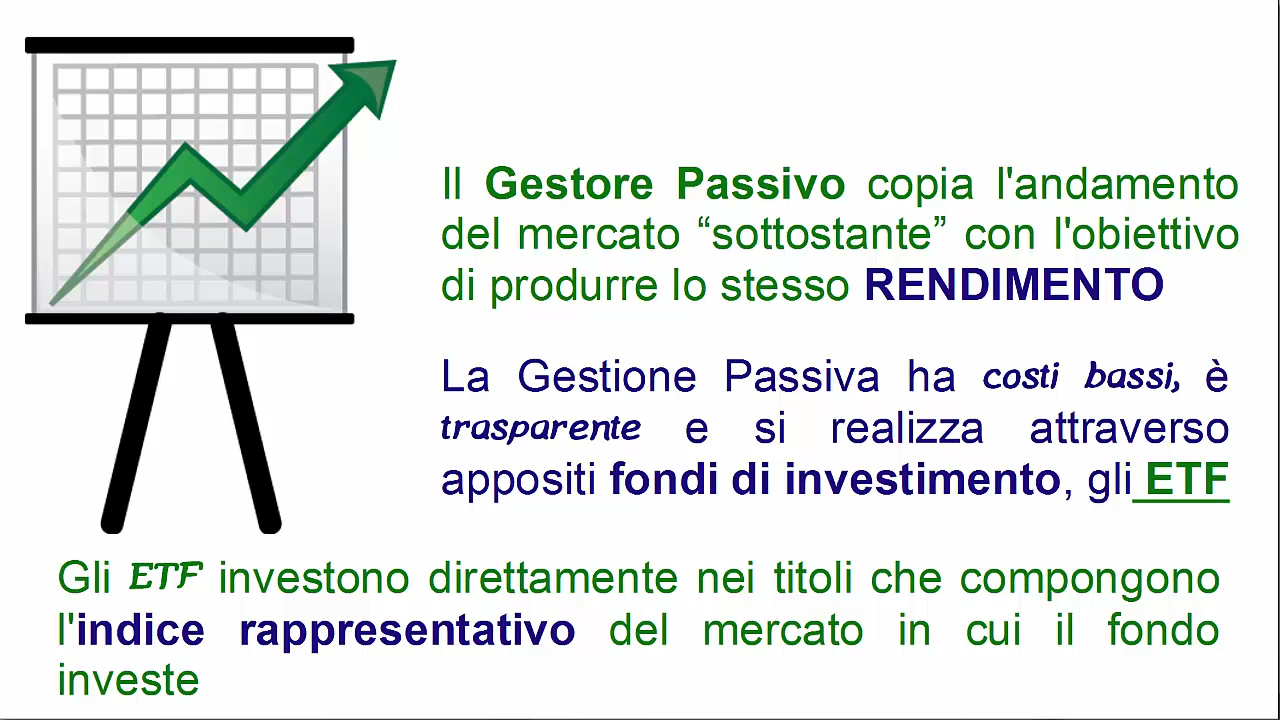 Il Gestore Passivo copia l'andamento
del mercato “sottostante” con l'obiettivo
di produrre lo stesso RENDIMENTO
La Gestione Passiva ha costi bassi, è
trasparente e si realizza attraverso
appositi fondi di investimento, gli ETF
Gli ETF investono direttamente nei titoli che compongono
l'indice rappresentativo del mercato in cui il fondo
investe